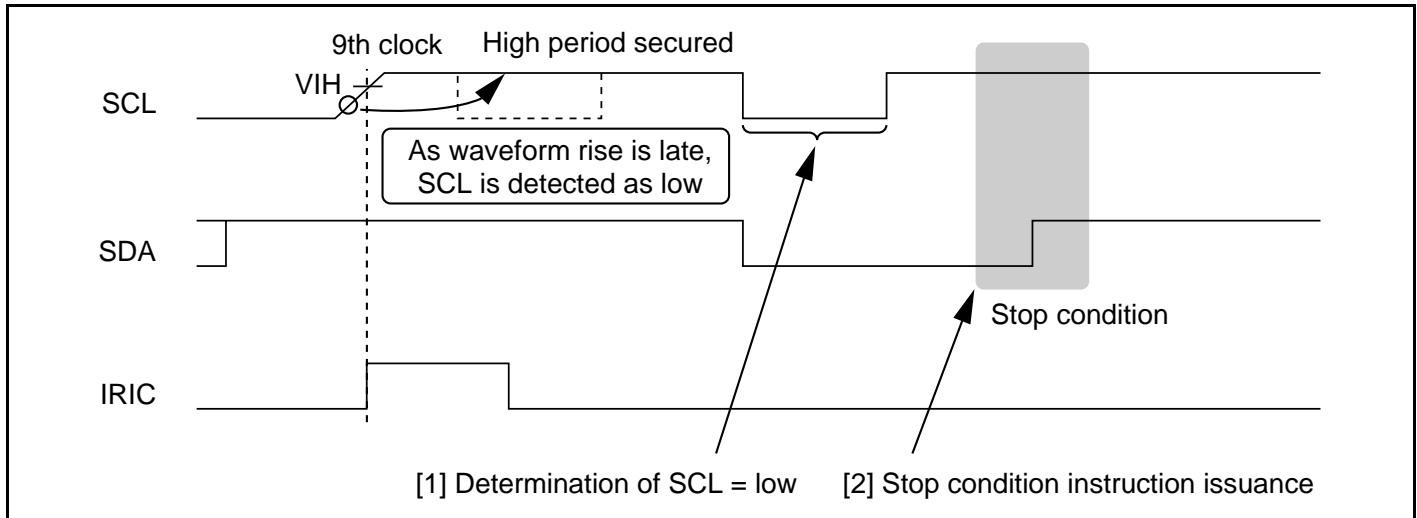 9th clock
High period secured
VIH
SCL
As waveform rise is late,
SCL is detected as low
SDA
Stop condition
IRIC
[1] Determination of SCL = low
[2] Stop condition instruction issuance